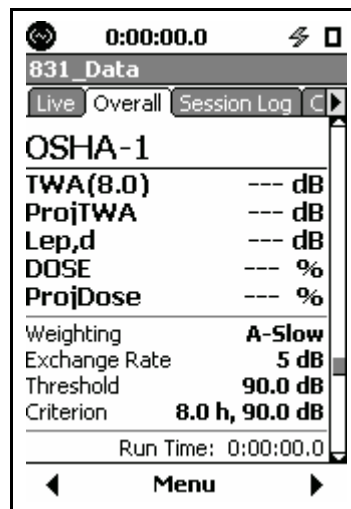 0:00:00.0
831_Data
Live Overall Session Log C
OSHA-1
TWA(8.0) --- dB
ProjTWA --- dB
Lep,d --- dB
DOSE --- %
ProjDose --- %
Weighting A-Slow
Exchange Rate 5 dB
Threshold 90.0 dB
Criterion 8.0 h, 90.0 dB
Run Time: 0:00:00.0
Menu